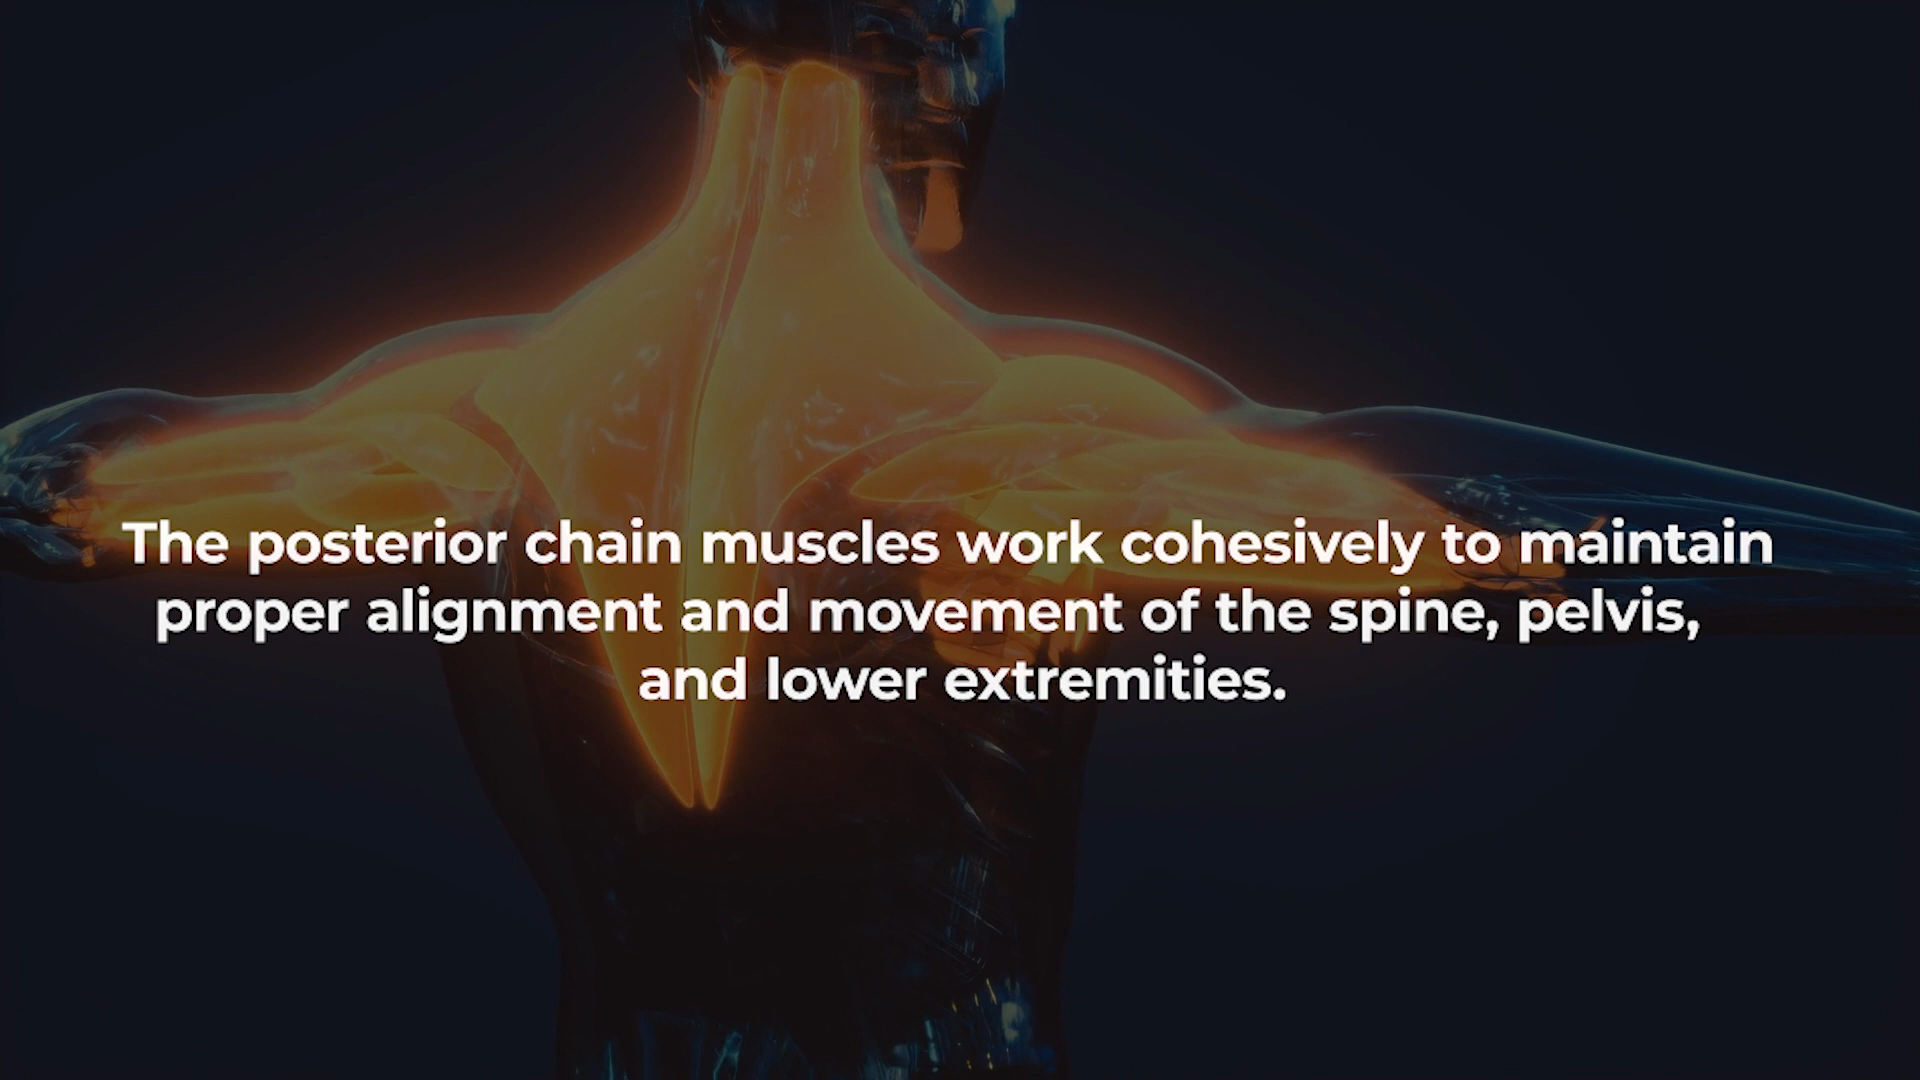 The posterior chain muscles work cohesively to maintain
proper alignment and movement of the spine, pelvis,
and lower extremities.